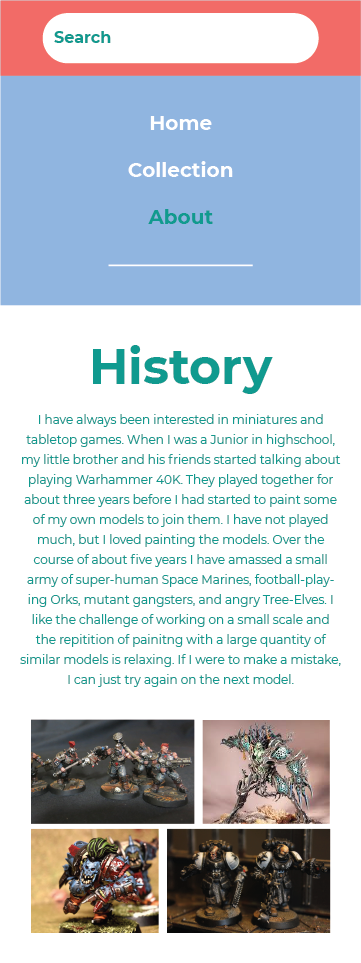 Search
Home
Collection
About
History
I have always been interested in miniatures and
tabletop games. When I was a Junior in highschool,
my little brother and his friends started talking about
playing Warhammer 40K. They played together for
about three years before I had started to paint some
of my own models to join them. I have not played
much, but I loved painting the models. Over the
course of about five years I have amassed a small
army of super-human Space Marines, football-play-
ing Orks, mutant gangsters, and angry Tree-Elves. I
like the challenge of working on a small scale and
the repitition of painitng with a large quantity of
similar models is relaxing. If I were to make a mistake,
I can just try again on the next model.